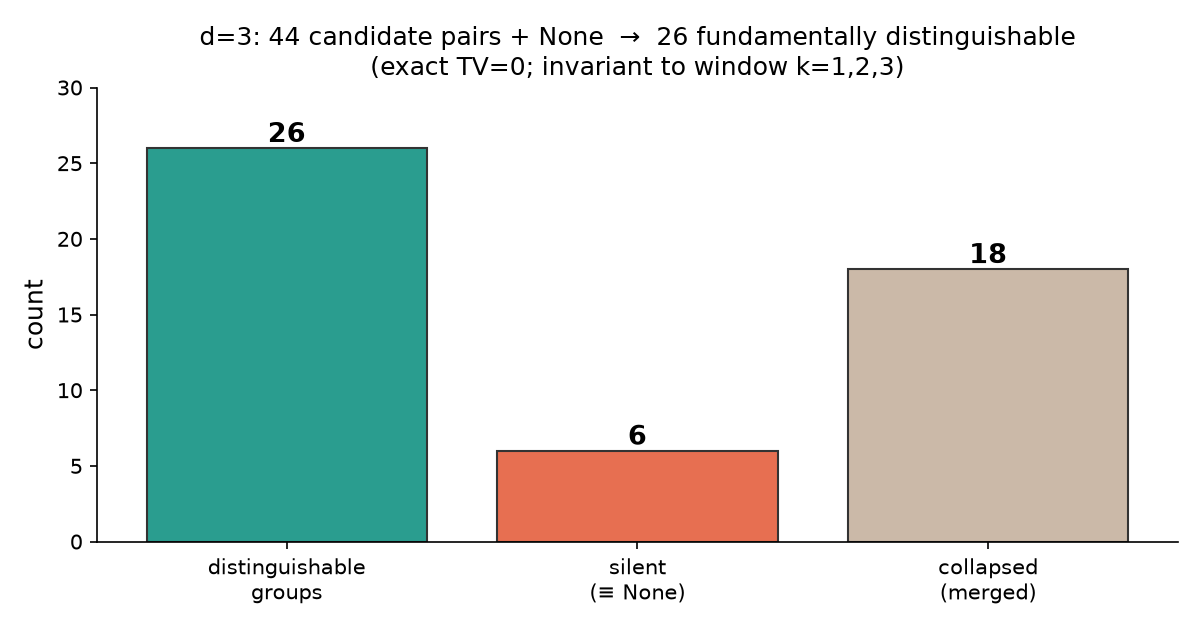 d=3: 44 candidate pairs + None → 26 fundamentally distinguishable
(exact TV=0; invariant to window k=1,2,3)
count
30
25
20
15
10
5
0
26
6
18
distinguishable
groups
silent
(≡ None)
collapsed
(merged)